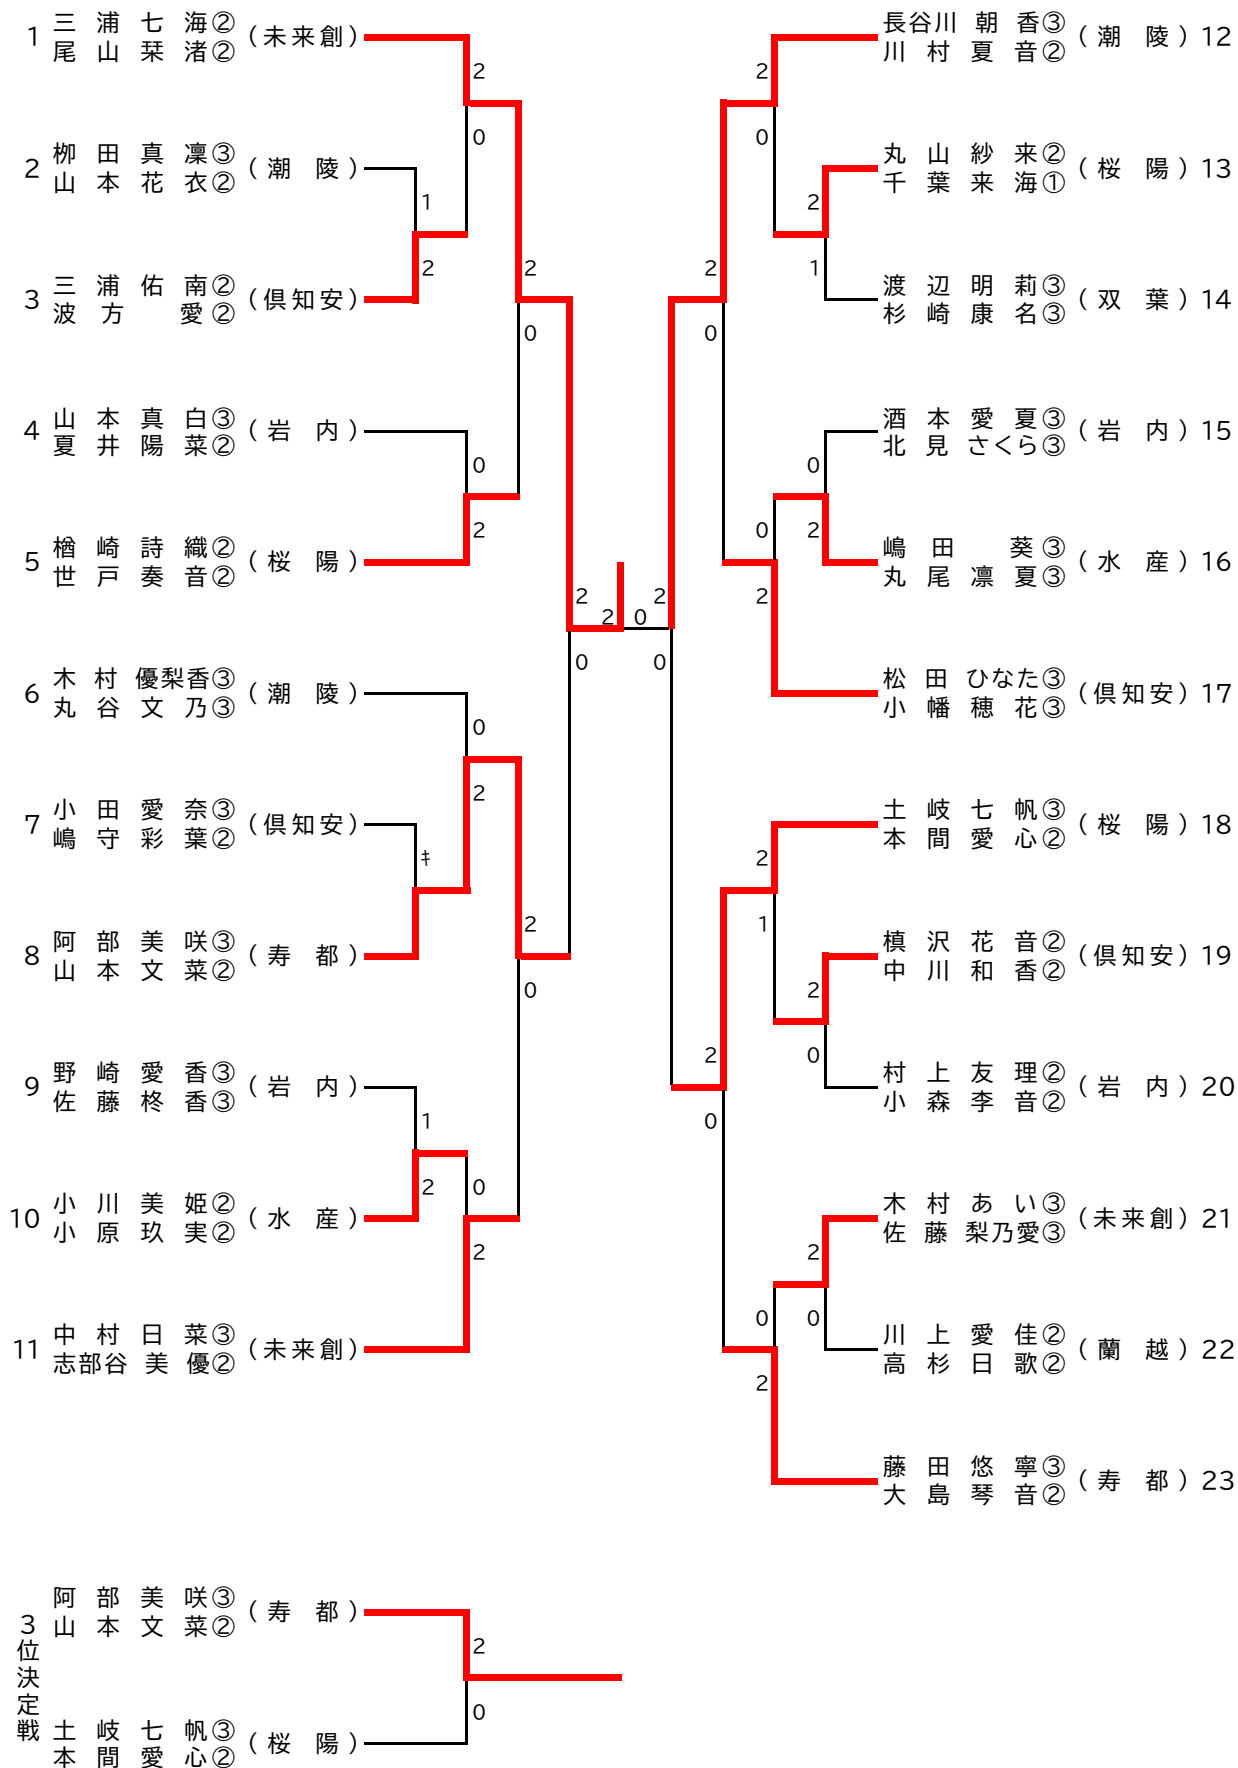 1 三浦七海② 尾山栞渚② (未来創)
2
0
2 栁田真凜③ 山本花衣② (潮陵)
1
2
3 三浦佑南② 波方愛② (倶知安)
2
0
4 山本真白③ 夏井陽菜② (岩内)
0
2
5 楢崎詩織② 世戸奏音② (桜陽)
2
0
6 木村優梨香③ 丸谷文乃③ (潮陵)
0
2
7 小田愛奈③ 嶋守彩葉② (倶知安)
ｷ
8 阿部美咲③ 山本文菜② (寿都)
2
0
9 野崎愛香③ 佐藤柊香③ (岩内)
1
2
10 小川美姫② 小原玖実② (水産)
0
2
11 中村日菜③ 志部谷美優② (未来創)
2 0
長谷川朝香③ 川村夏音② (潮陵) 12
2
0
丸山紗来② 千葉来海① (桜陽) 13
2
1
渡辺明莉③ 杉崎康名③ (双葉) 14
2
0
酒本愛夏③ 北見さくら③ (岩内) 15
0
2
嶋田葵③ 丸尾凛夏③ (水産) 16
0
2
松田ひなた③ 小幡穂花③ (倶知安) 17
2
0
土岐七帆③ 本間愛心② (桜陽) 18
2
1
槙沢花音② 中川和香② (倶知安) 19
2
0
村上友理② 小森李音② (岩内) 20
2
0
木村あい③ 佐藤梨乃愛③ (未来創) 21
2
0
川上愛佳② 高杉日歌② (蘭越) 22
0
2
藤田悠寧③ 大島琴音② (寿都) 23
3位決定戦
阿部美咲③ 山本文菜② (寿都)
2
0
土岐七帆③ 本間愛心② (桜陽)